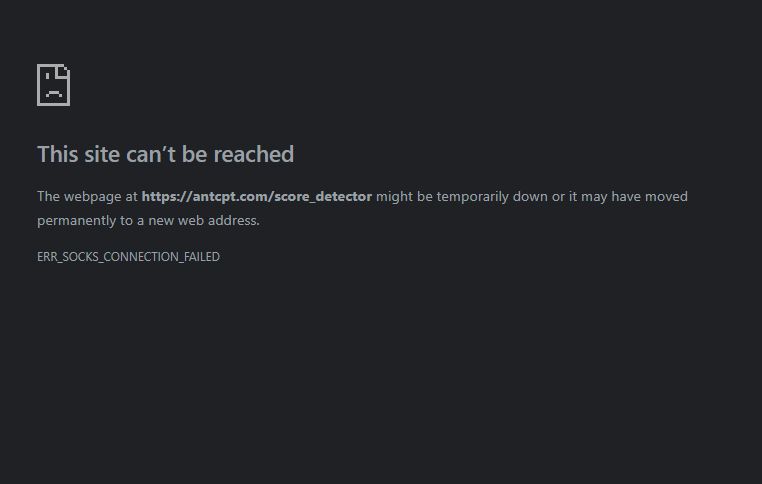 This site can’t be reached
The webpage at https://antcpt.com/score_detector might be temporarily down or it may have moved
permanently to a new web address.
ERR_SOCKS_CONNECTION_FAILED